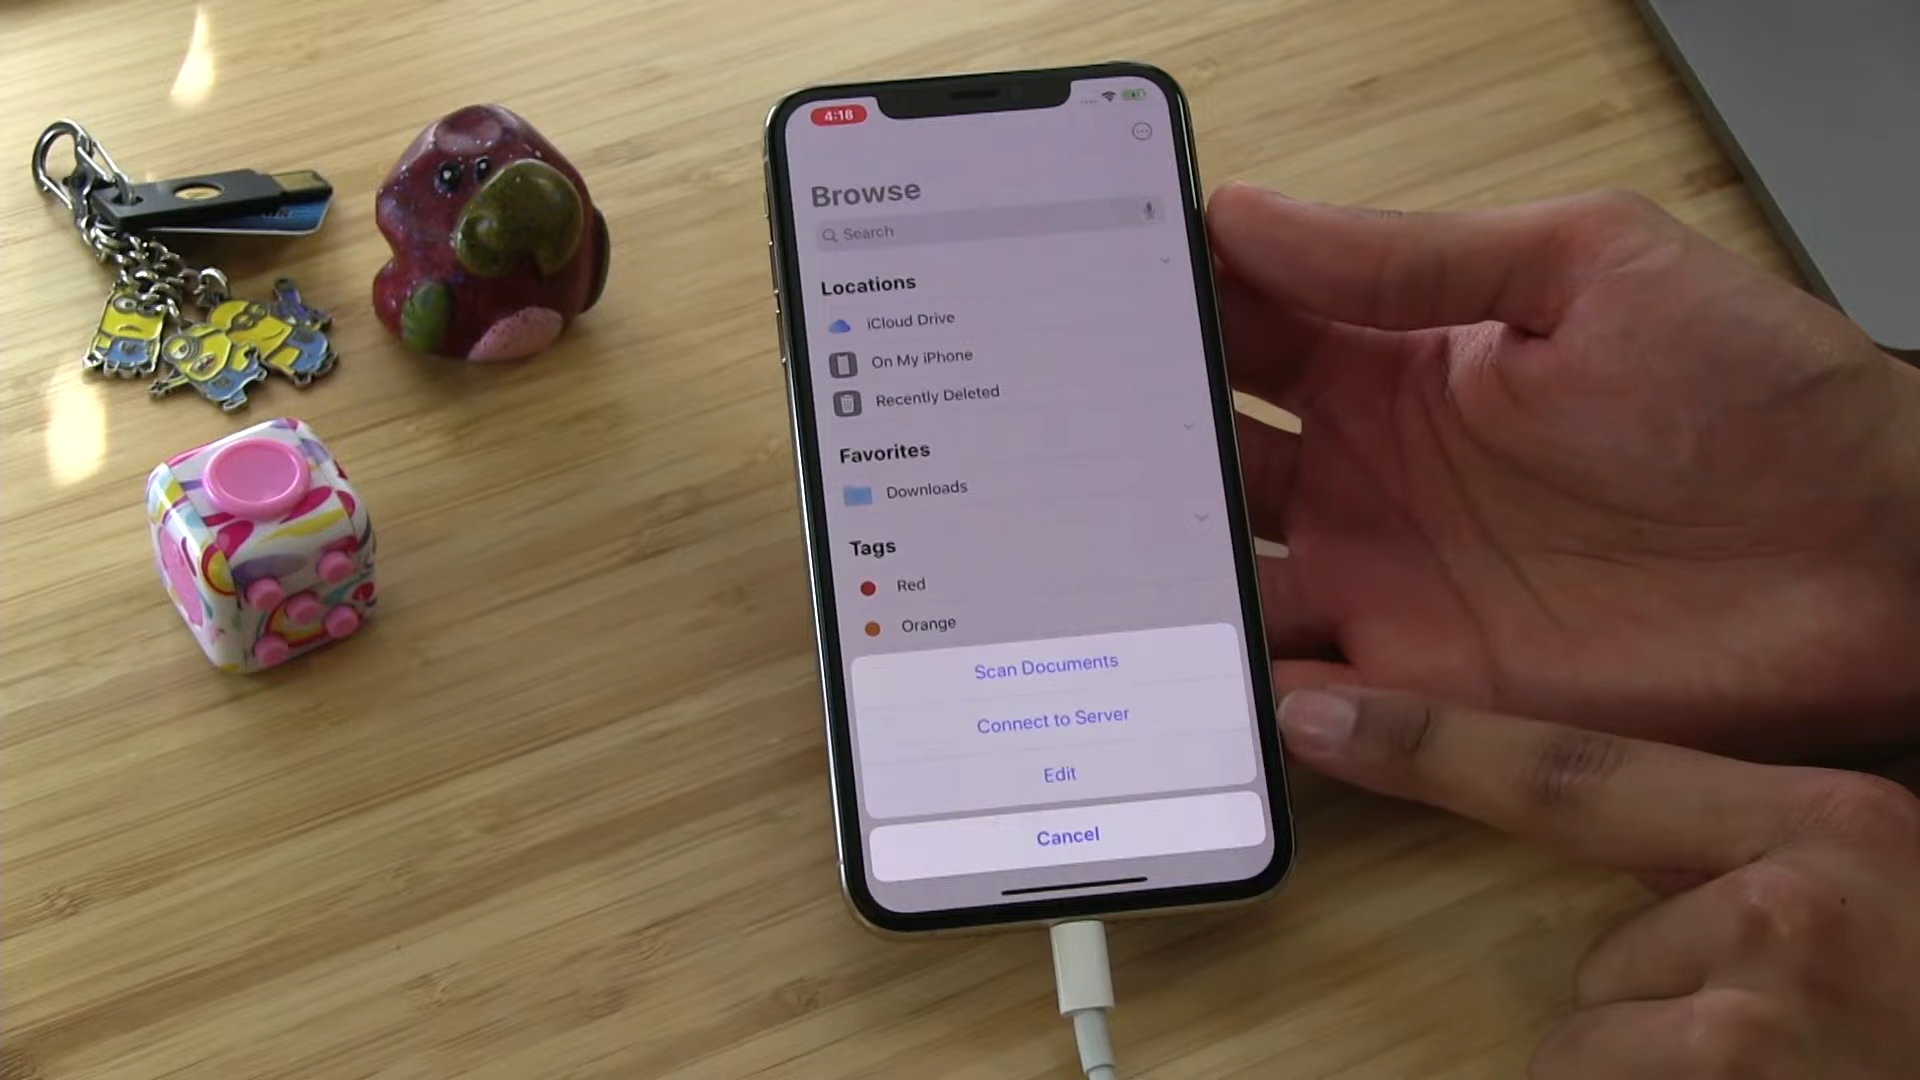 4:18
Browse
Search
Locations
iCloud Drive
On My iPhone
Recently Deleted
Favorites
Downloads
Tags
Red
Orange
Scan Documents
Connect to Server
Edit
Cancel